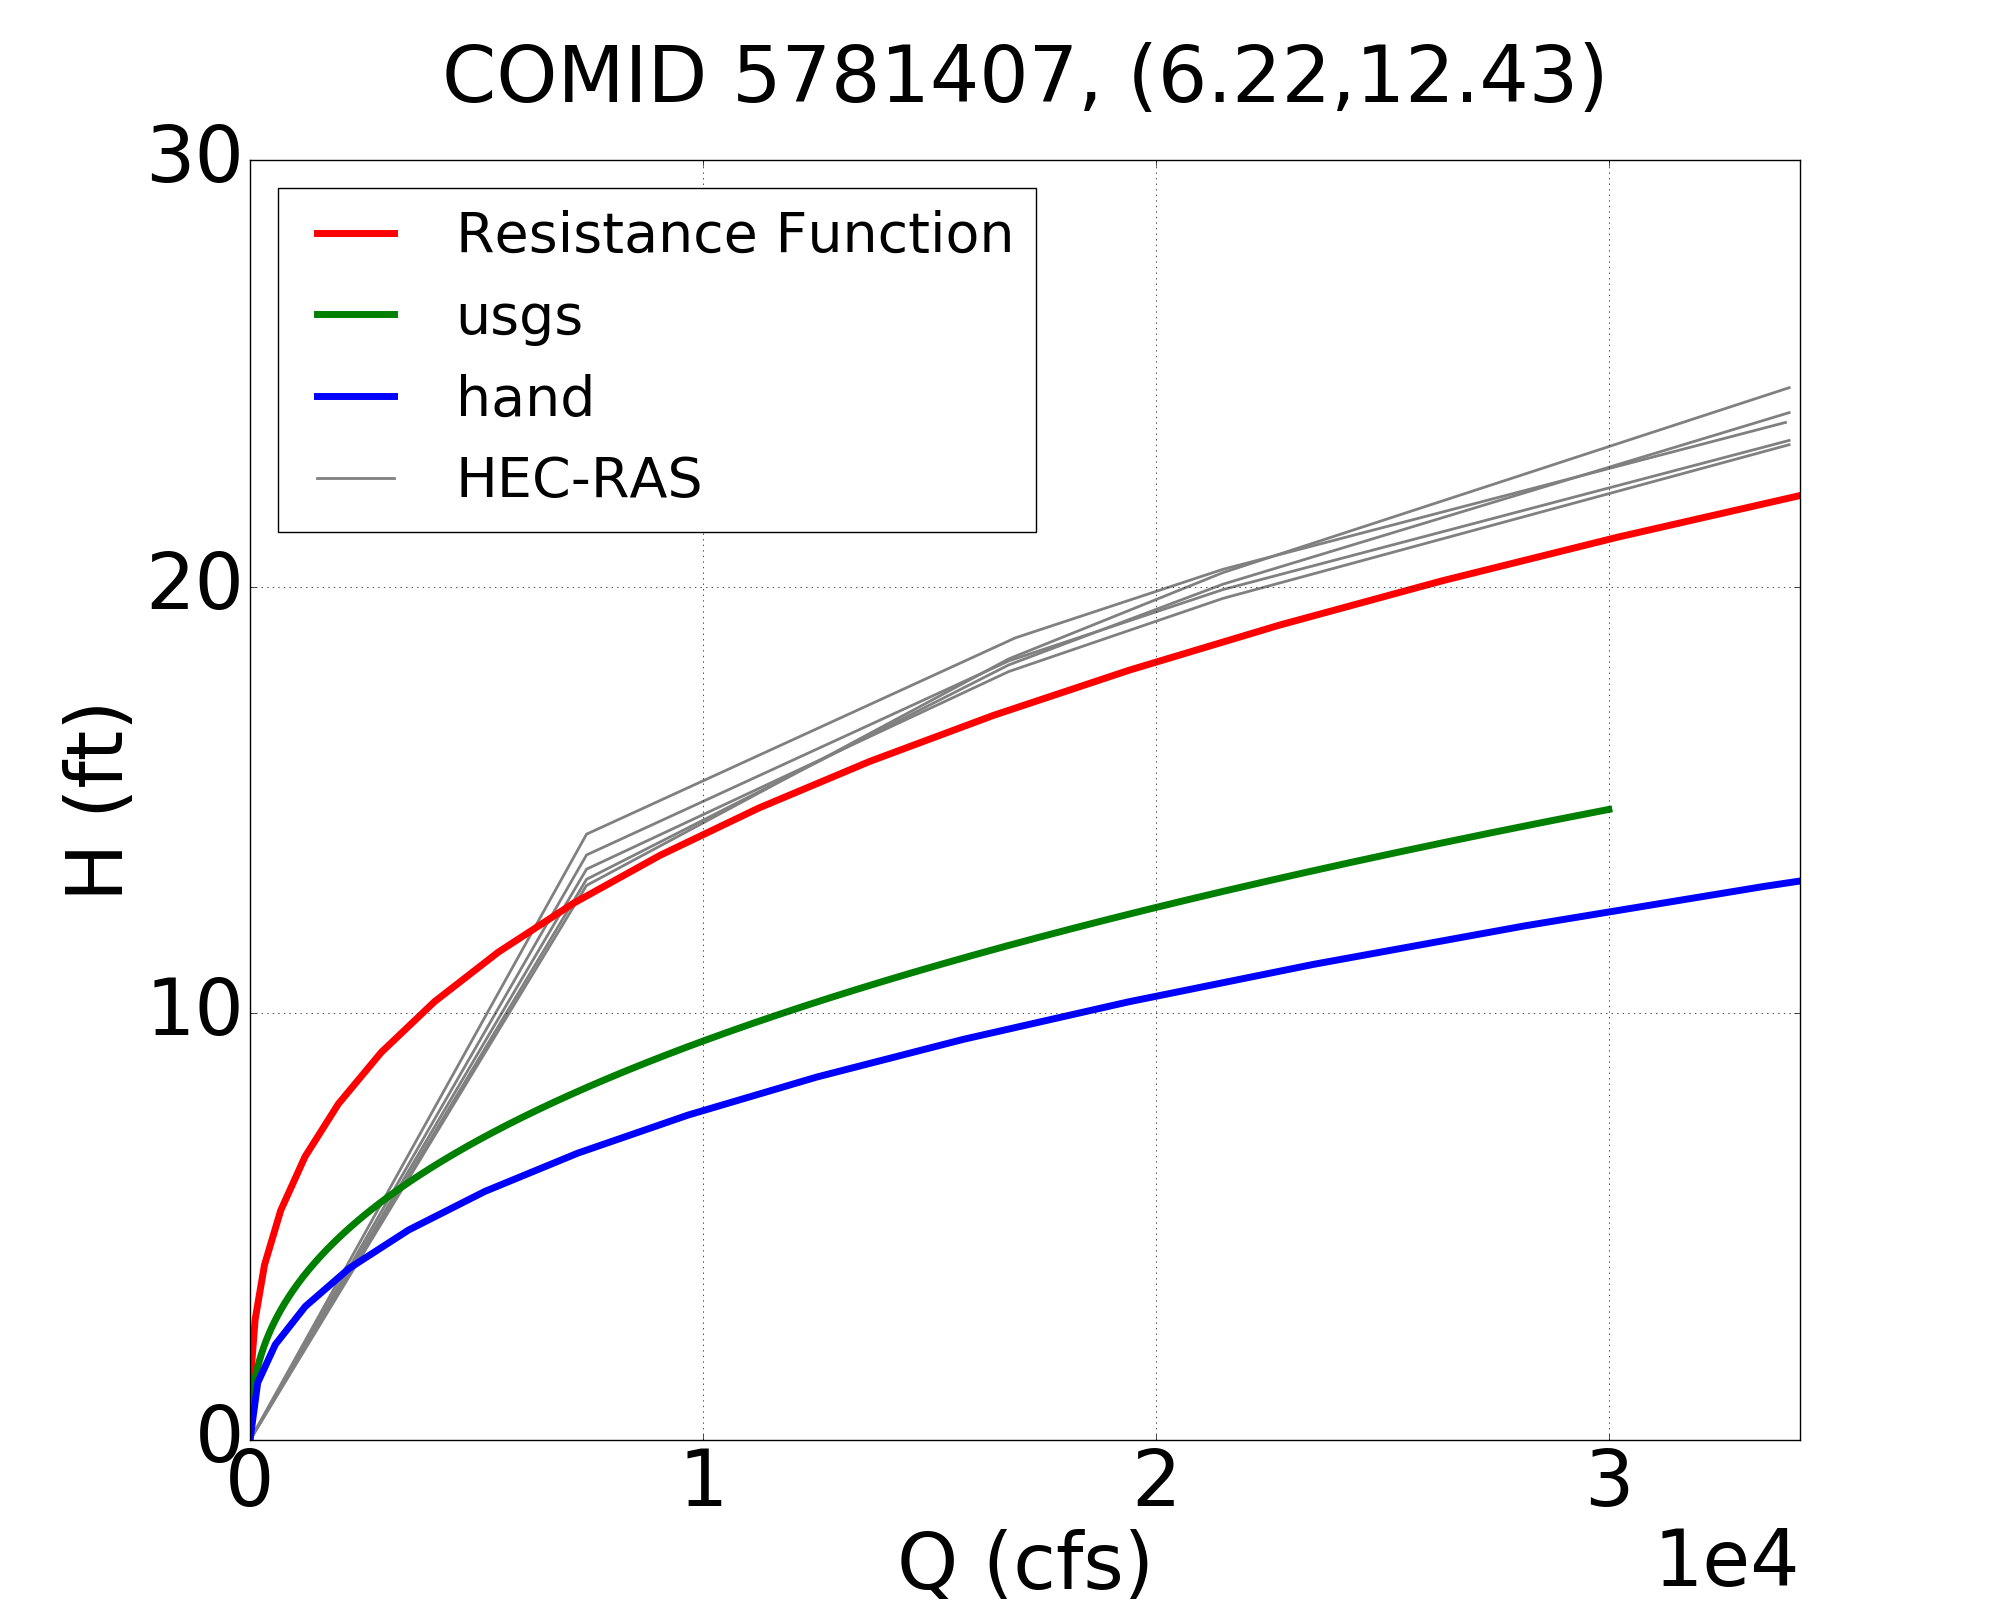 COMID 5781407, (6.22,12.43)
30
Resistance Function
usgs
hand
HEC-RAS
20
H (ft)
10
0
0 1 2 3
Q (cfs)
1e4